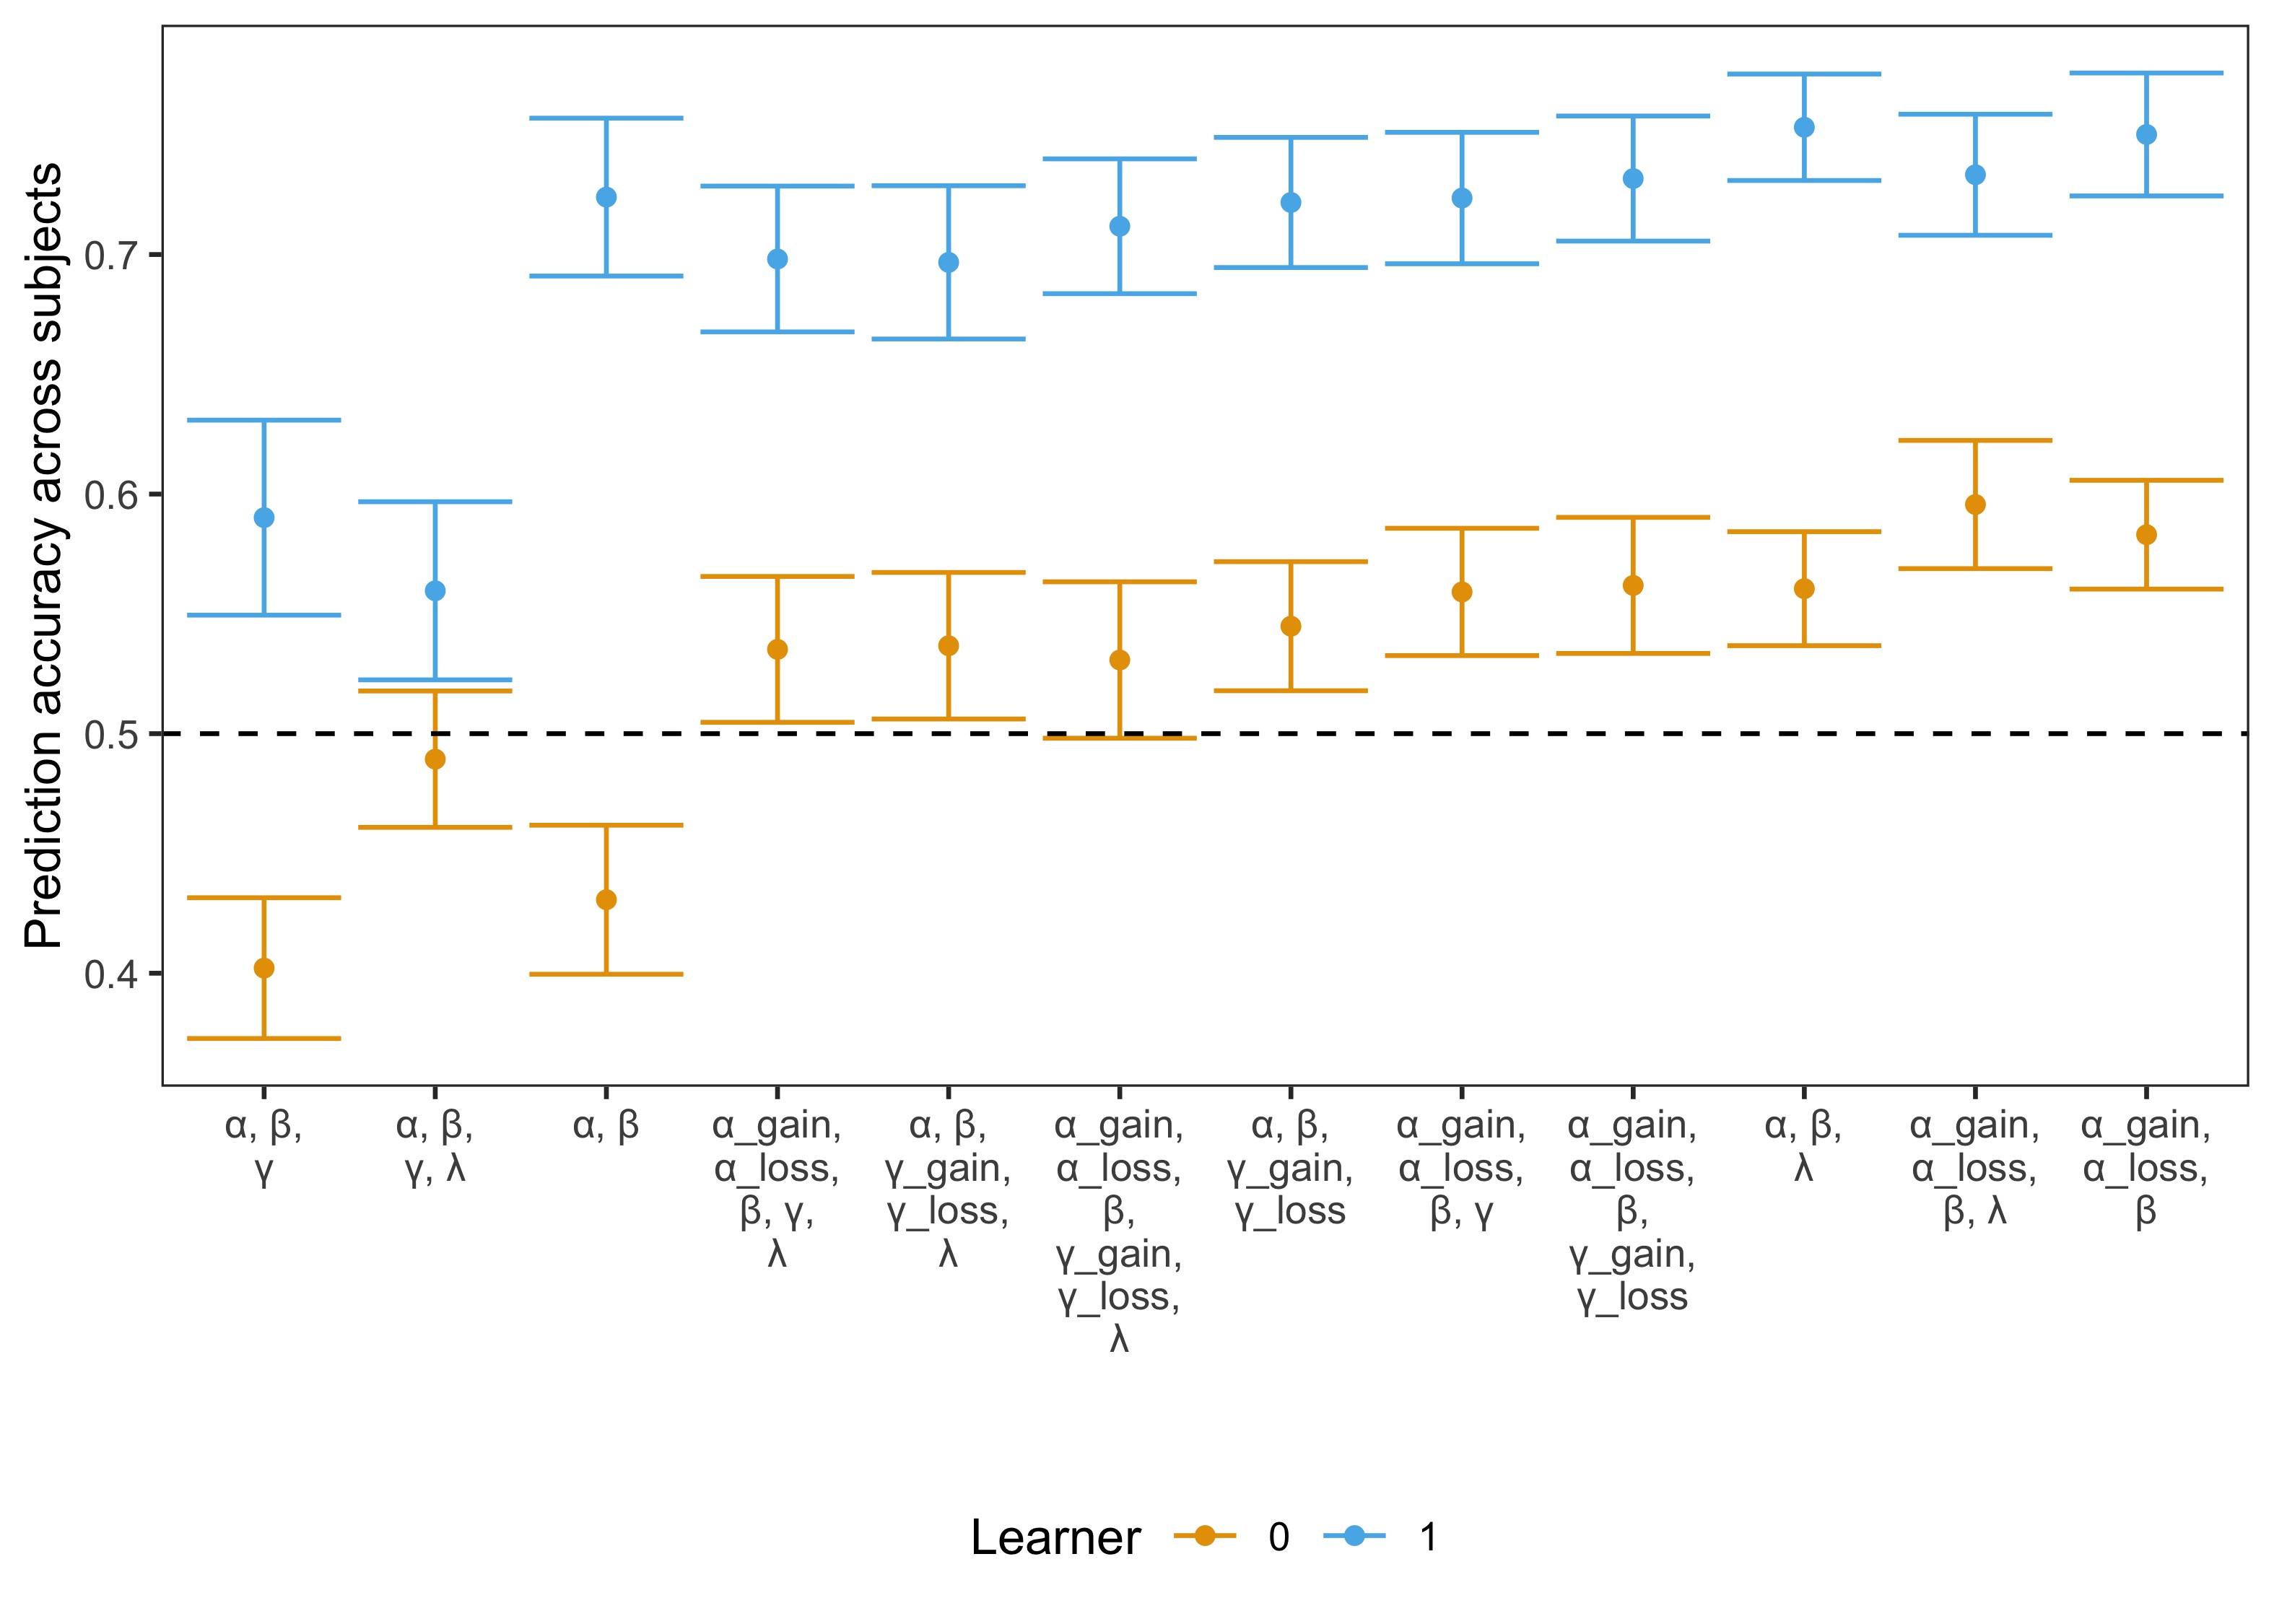 Prediction accuracy across subjects
0.7
0.6
0.5
0.4
α, β,
γ
α, β,
γ, λ
α, β
α_gain,
α_loss,
β, γ,
λ
α, β,
γ_gain,
γ_loss,
λ
α_gain,
α_loss,
β,
γ_gain,
γ_loss,
λ
α, β,
γ_gain,
γ_loss
α_gain,
α_loss,
β, γ
α_gain,
α_loss,
β,
γ_gain,
γ_loss
α, β,
λ
α_gain,
α_loss,
β, λ
α_gain,
α_loss,
β
Learner 0 1